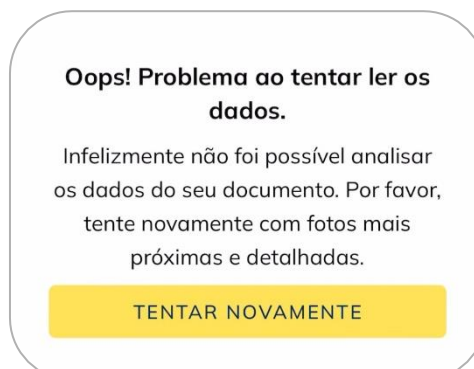 Oops! Problema ao tentar ler os
dados.
Infelizmente não foi possível analisar
os dados do seu documento. Por favor,
tente novamente com fotos mais
próximas e detalhadas.
TENTAR NOVAMENTE